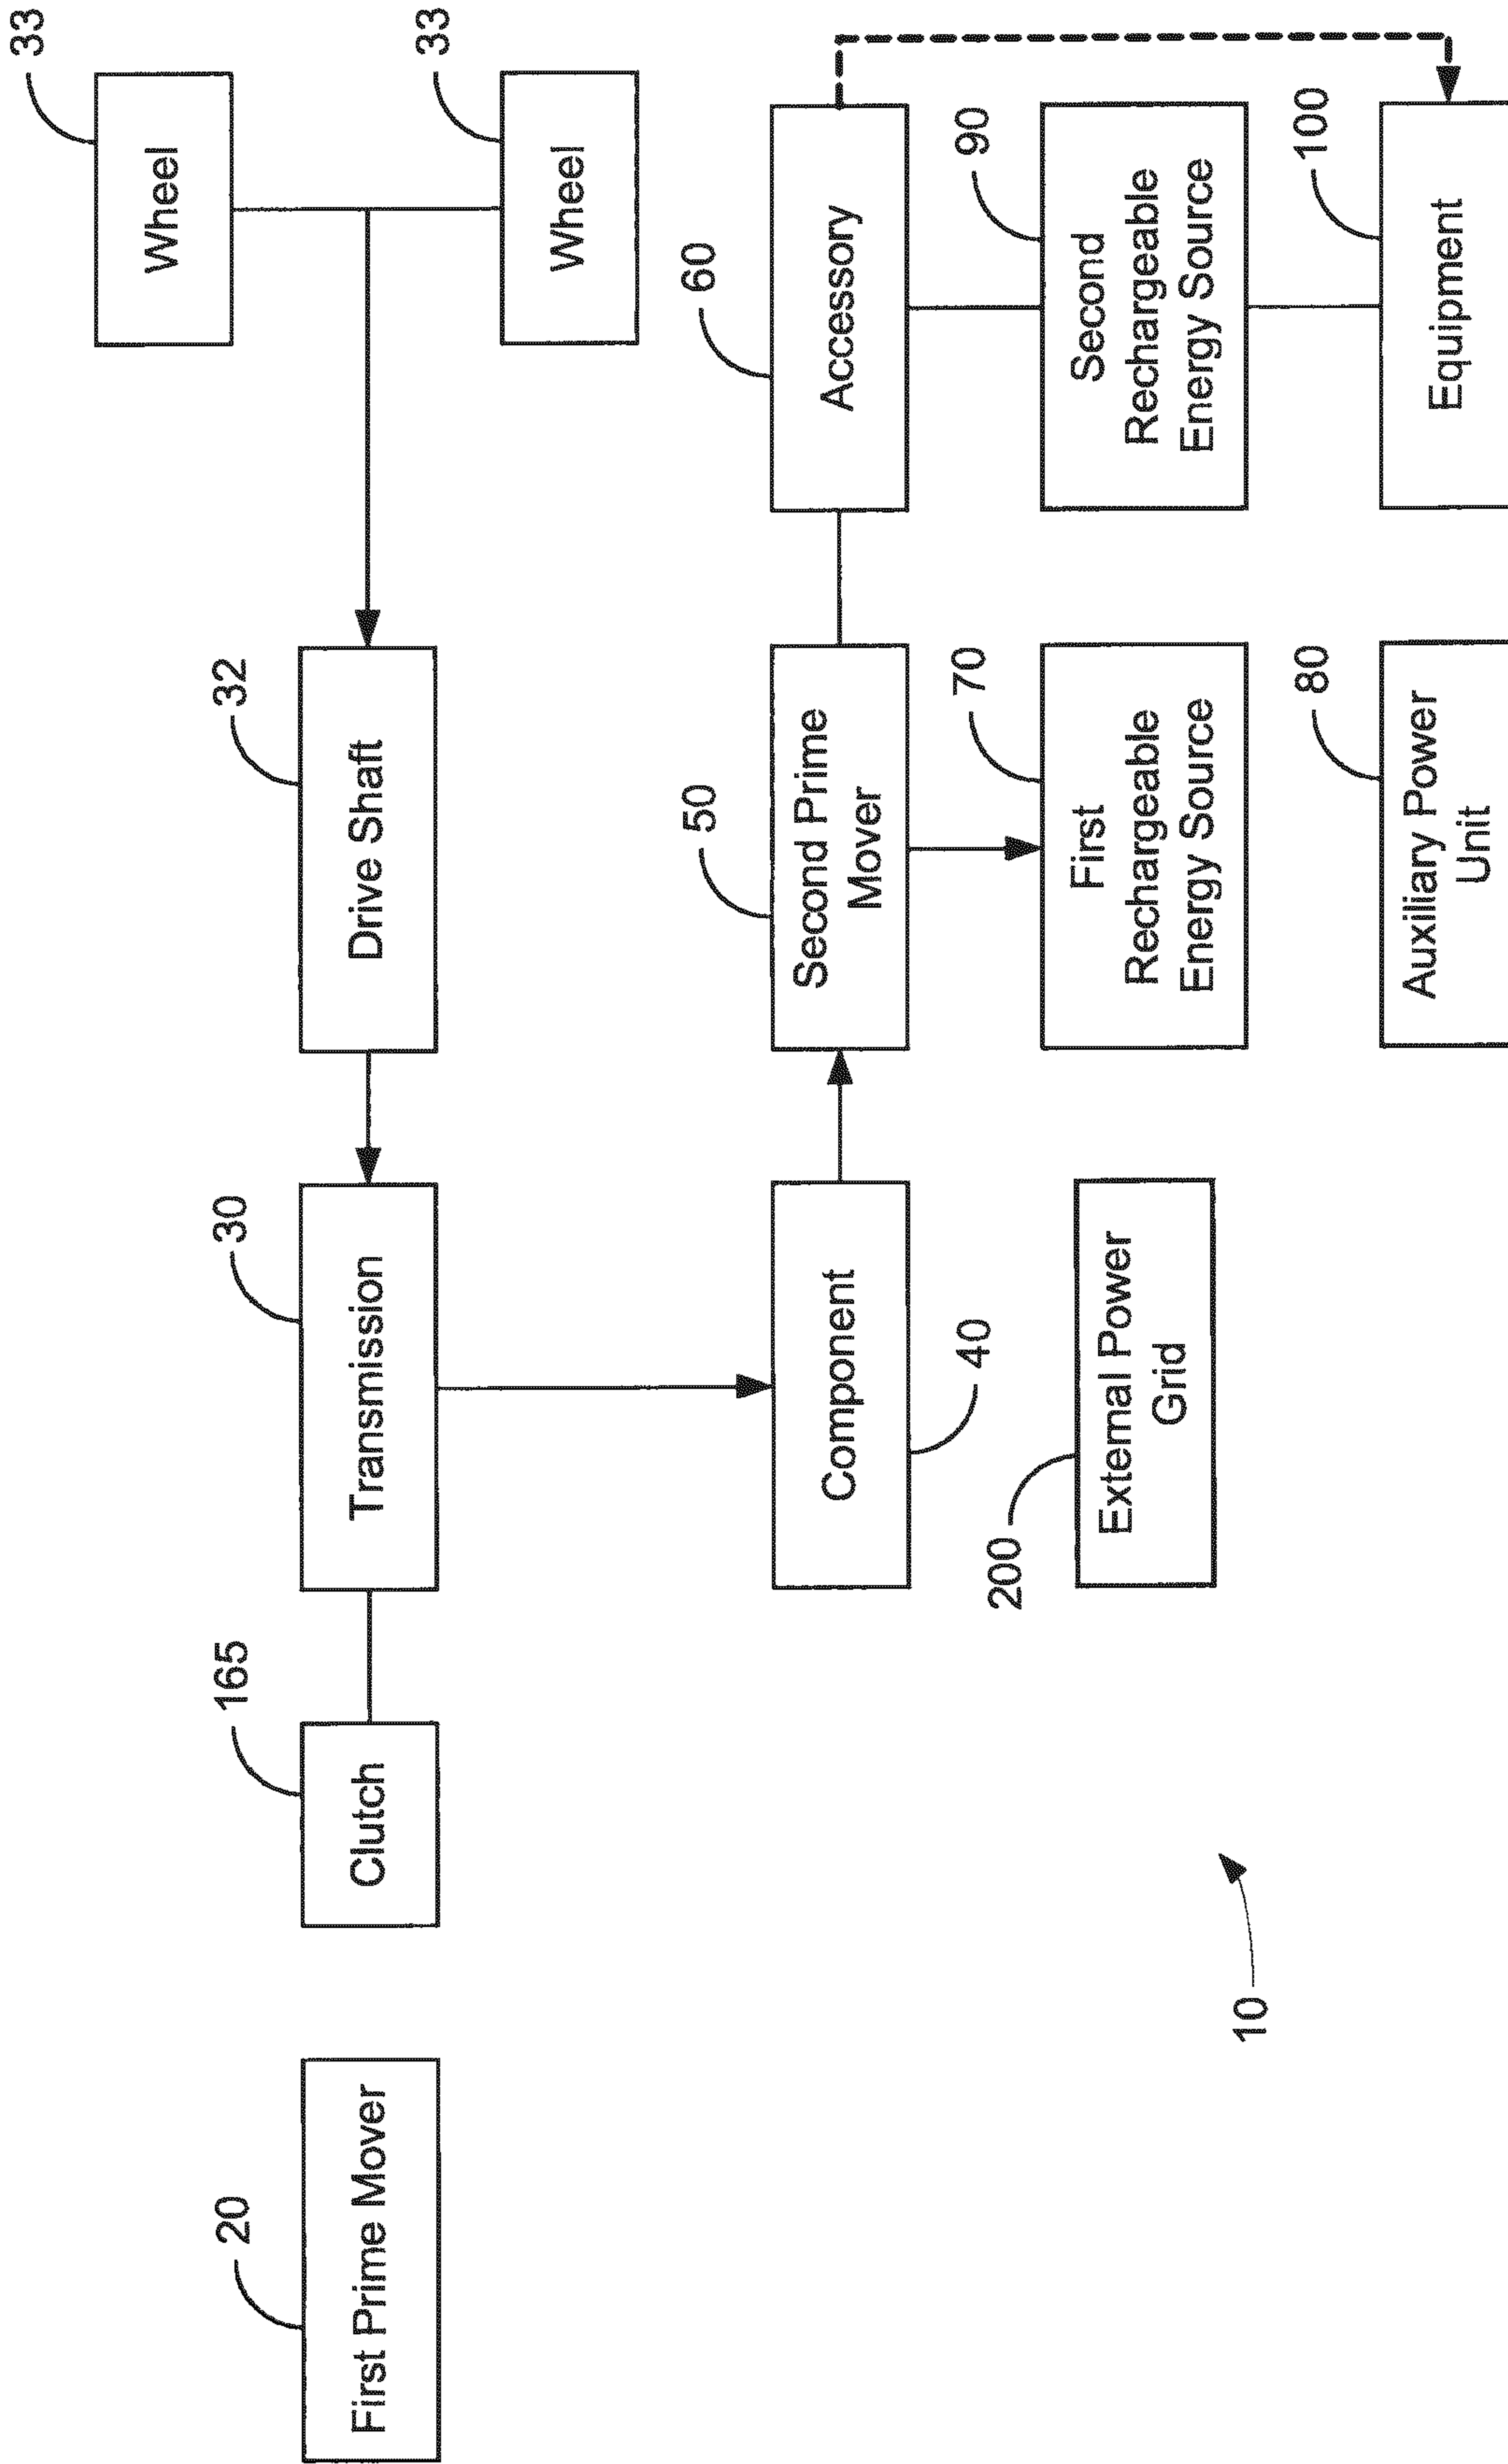 33
Wheel
33
Wheel
20
First Prime Mover
165
Clutch
30
Transmission
32
Drive Shaft
Component
40
50
Second Prime
Mover
60
Accessory
200
External Power
Grid
70
First
Rechargeable
Energy Source
90
Second
Rechargeable
Energy Source
10
80
Auxiliary Power
Unit
100
Equipment